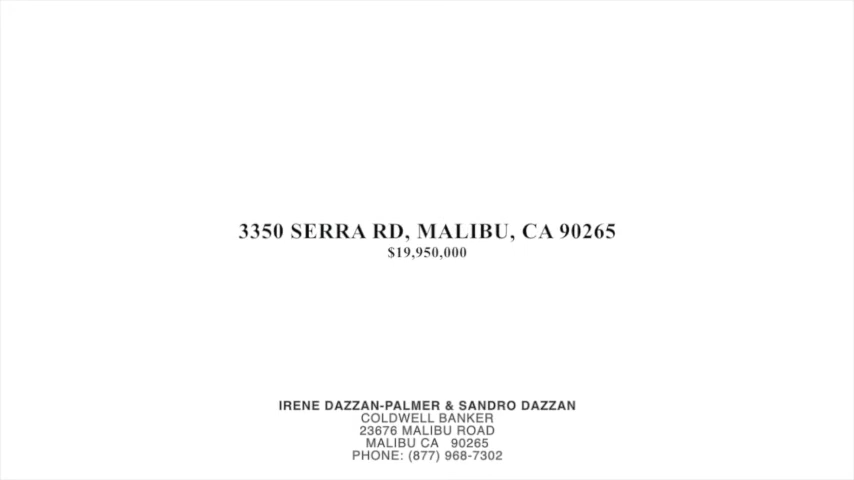 3350 SERRA RD, MALIBU, CA 90265
$19,950,000
IRENE DAZZAN-PALMER & SANDRO DAZZAN
COLDWELL BANKER
23676 MALIBU ROAD
MALIBU CA 90265
PHONE: (877) 968-7302